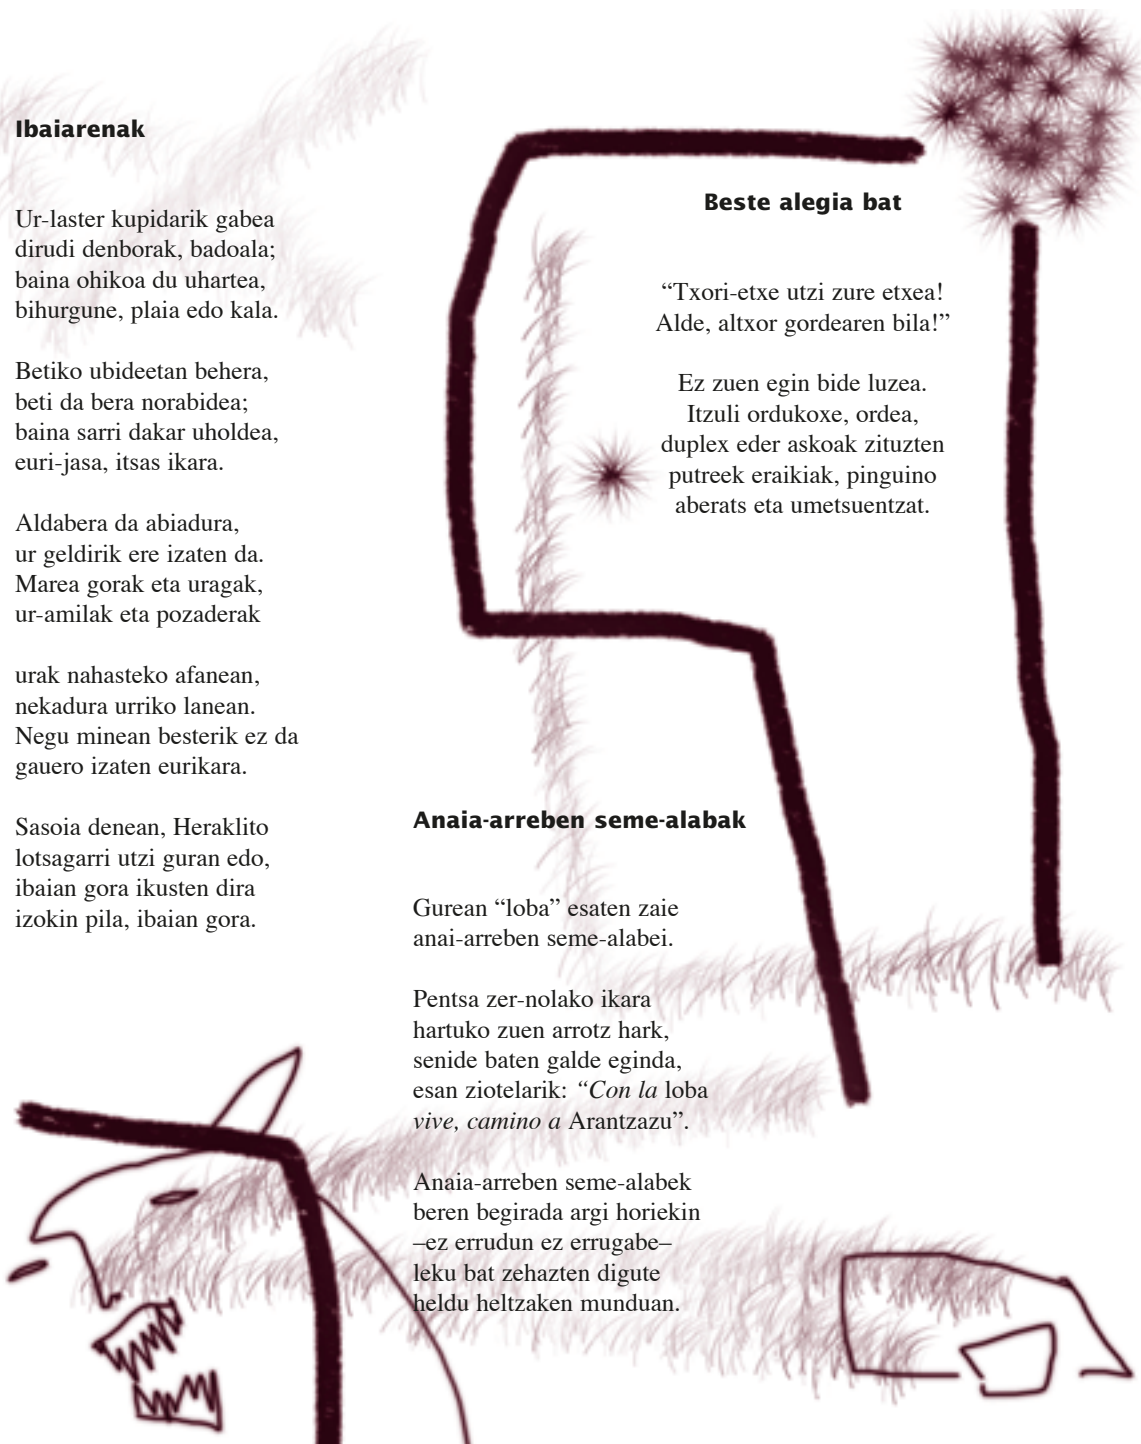 Ibaiarenak
Ur-laster kupidarik gabea
dirudi denborak, badoala;
baina ohikoa du uhartea,
bihurgune, plaia edo kala.
Betiko ubideetan behera,
beti da bera norabidea;
baina sarri dakar uholdea,
euri-jasa, itsas ikara.
Aldabera da abiadura,
ur geldirik ere izaten da.
Marea gorak eta uragak,
ur-amilak eta pozaderak
urak nahasteko afanean,
nekadura urriko lanean.
Negu minean besterik ez da
gauero izaten eurikara.
Sasoia denean, Heraklito
lotsagarri utzi guran edo,
ibaian gora ikusten dira
izokin pila, ibaian gora.
Beste alegia bat
“Txori-etxe utzi zure etxea!
Alde, altxor gordearen bila!”
Ez zuen egin bide luzea.
Itzuli ordukoxe, ordea,
duplex eder askoak zituzten
putreek eraikiak, pinguino
aberats eta umetsuentzat.
Anaia-arreben seme-alabak
Gurean “loba” esaten zaie
anai-arreben seme-alabei.
Pentsa zer-nolako ikara
hartuko zuen arrotz hark,
senide baten galde eginda,
esan ziotelarik: “Con la loba
vive, camino a Arantzazu”.
Anaia-arreben seme-alabek
beren begirada argi horiekin
–ez errudun ez errugabe–
leku bat zehazten digute
heldu heltzaken munduan.